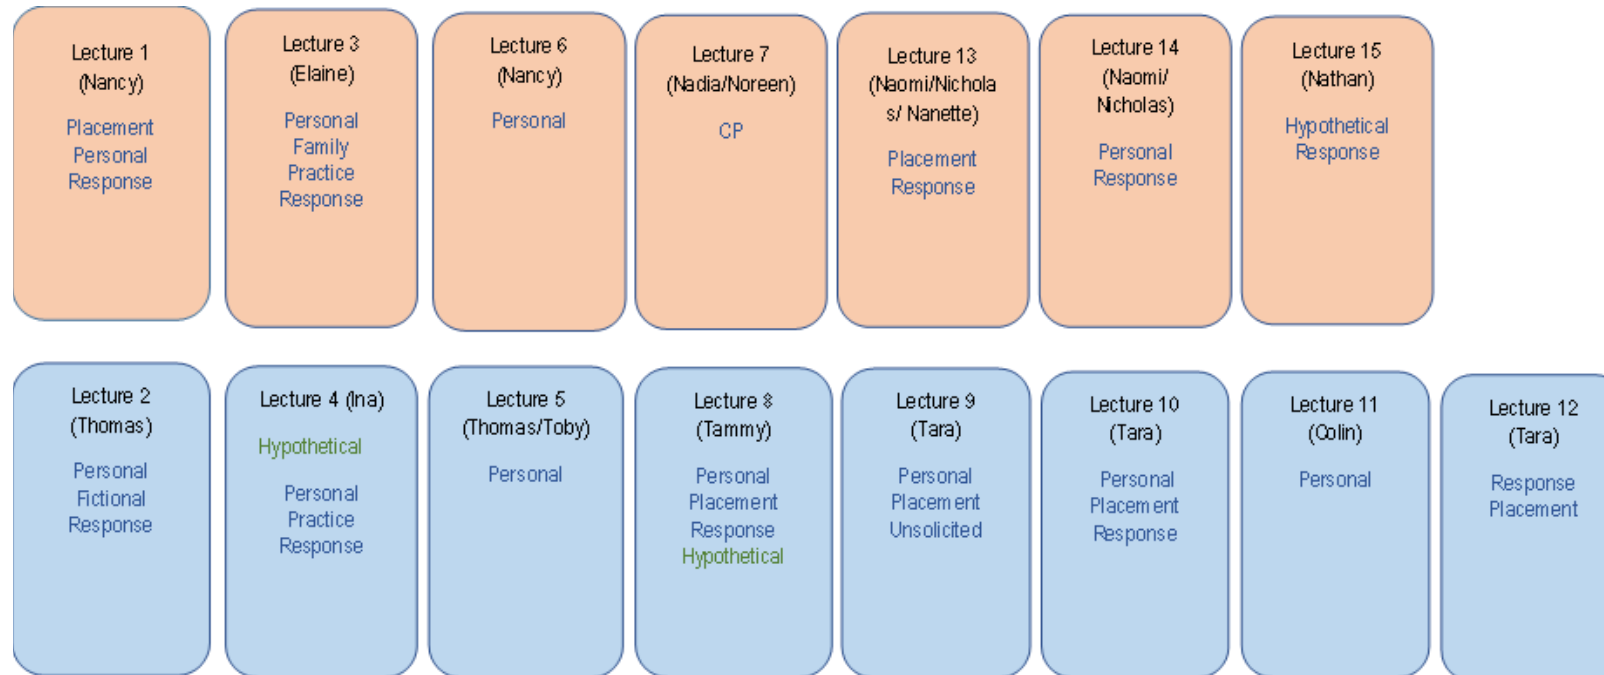 Lecture 1
(Nancy)
Placement
Personal
Response
Lecture 3
(Elaine)
Personal
Family
Practice
Response
Lecture 6
(Nancy)
Personal
Lecture 7
(Nadia/Noreen)
CP
Lecture 13
(Naomi/Nichola
s/ Nanette)
Placement
Response
Lecture 14
(Naomi/
Nicholas)
Personal
Response
Lecture 15
(Nathan)
Hypothetical
Response
Lecture 2
(Thomas)
Personal
Fictional
Response
Lecture 4 (Ina)
Hypothetical
Personal
Practice
Response
Lecture 5
(Thomas/Toby)
Personal
Lecture 8
(Tammy)
Personal
Placement
Response
Hypothetical
Lecture 9
(Tara)
Personal
Placement
Unsolicited
Lecture 10
(Tara)
Personal
Placement
Response
Lecture 11
(Colin)
Personal
Lecture 12
(Tara)
Response
Placement